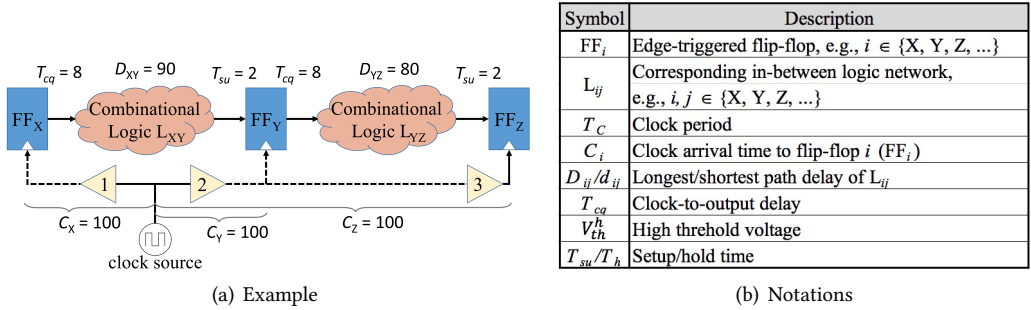 T_cq = 8 D_XY = 90 T_su = 2 T_cq = 8 D_YZ = 80 T_su = 2
FF_X Combinational Logic L_XY FF_Y Combinational Logic L_YZ FF_Z
1 2 3
C_X = 100 C_Y = 100 C_Z = 100
clock source
(a) Example
Symbol Description
FF_i Edge-triggered flip-flop, e.g., i ∈ {X, Y, Z, ...}
L_ij Corresponding in-between logic network,
e.g., i, j ∈ {X, Y, Z, ...}
T_C Clock period
C_i Clock arrival time to flip-flop i (FF_i)
D_ij/d_ij Longest/shortest path delay of L_ij
T_cq Clock-to-output delay
V_th^h High threhold voltage
T_su/T_h Setup/hold time
(b) Notations